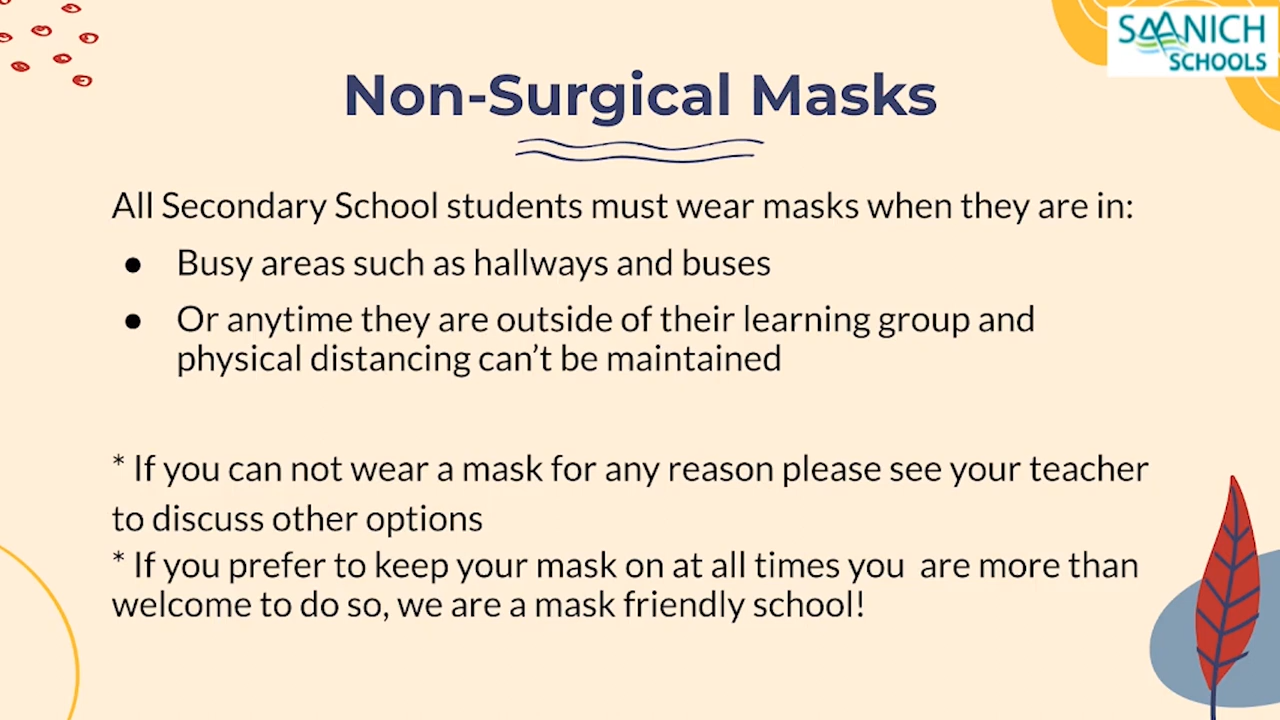 SAANICH
SCHOOLS
Non-Surgical Masks
All Secondary School students must wear masks when they are in:
● Busy areas such as hallways and buses
● Or anytime they are outside of their learning group and
physical distancing can't be maintained
* If you can not wear a mask for any reason please see your teacher
to discuss other options
* If you prefer to keep your mask on at all times you  are more than
welcome to do so, we are a mask friendly school!